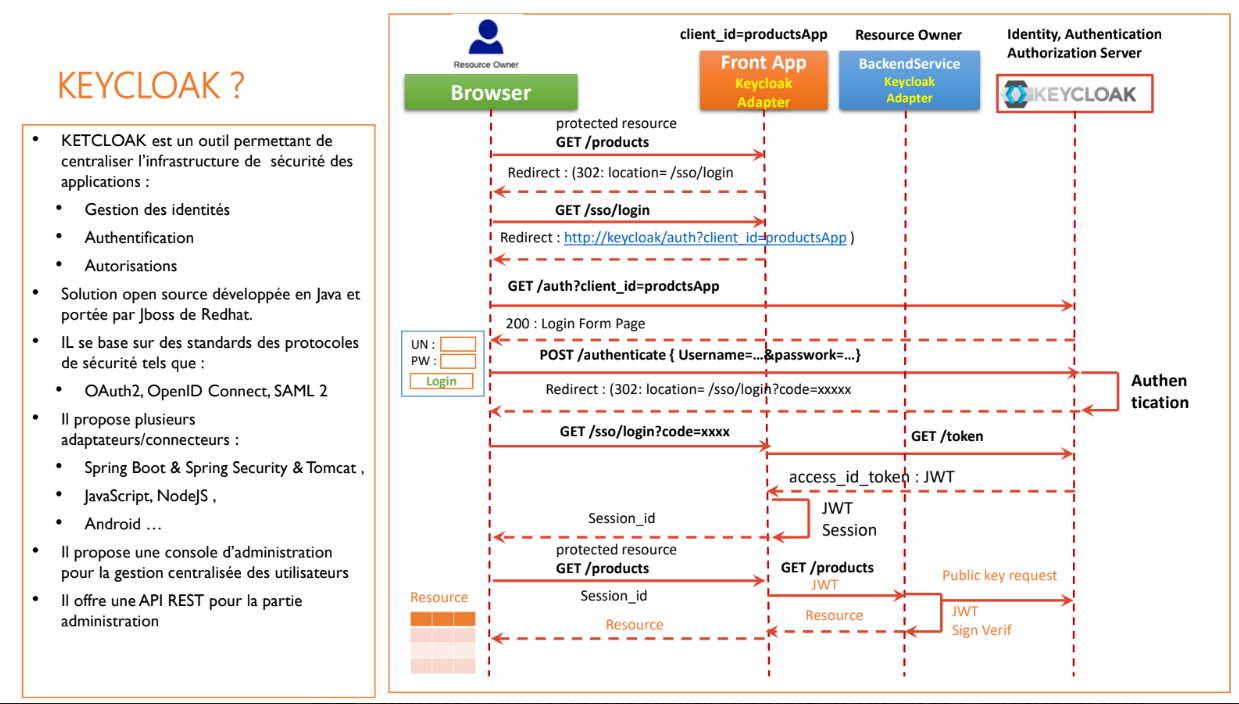 KEYCLOAK ?
• KETCLOAK est un outil permettant de
centraliser l'infrastructure de sécurité des
applications :
• Gestion des identités
• Authentification
• Autorisations
• Solution open source développée en Java et
portée par Jboss de Redhat.
• IL se base sur des standards des protocoles
de sécurité tels que :
• OAuth2, OpenID Connect, SAML 2
• Il propose plusieurs
adaptateurs/connecteurs :
• Spring Boot & Spring Security & Tomcat ,
• JavaScript, NodeJS ,
• Android …
• Il propose une console d'administration
pour la gestion centralisée des utilisateurs
• Il offre une API REST pour la partie
administration
Resource Owner
Browser
client_id=productsApp
Front App
Keycloak
Adapter
Resource Owner
BackendService
Keycloak
Adapter
Identity, Authentication
Authorization Server
KEYCLOAK
protected resource
GET /products
Redirect : (302: location= /sso/login
GET /sso/login
Redirect : http://keycloak/auth?client_id=productsApp )
GET /auth?client_id=prodctsApp
200 : Login Form Page
UN :
PW :
Login
POST /authenticate { Username=…&passwork=…}
Authen
tication
Redirect : (302: location= /sso/login?code=xxxxx
GET /sso/login?code=xxxx
GET /token
access_id_token : JWT
JWT
Session
Session_id
protected resource
GET /products
Session_id
GET /products
JWT
Public key request
JWT
Sign Verif
Resource
Resource
Resource